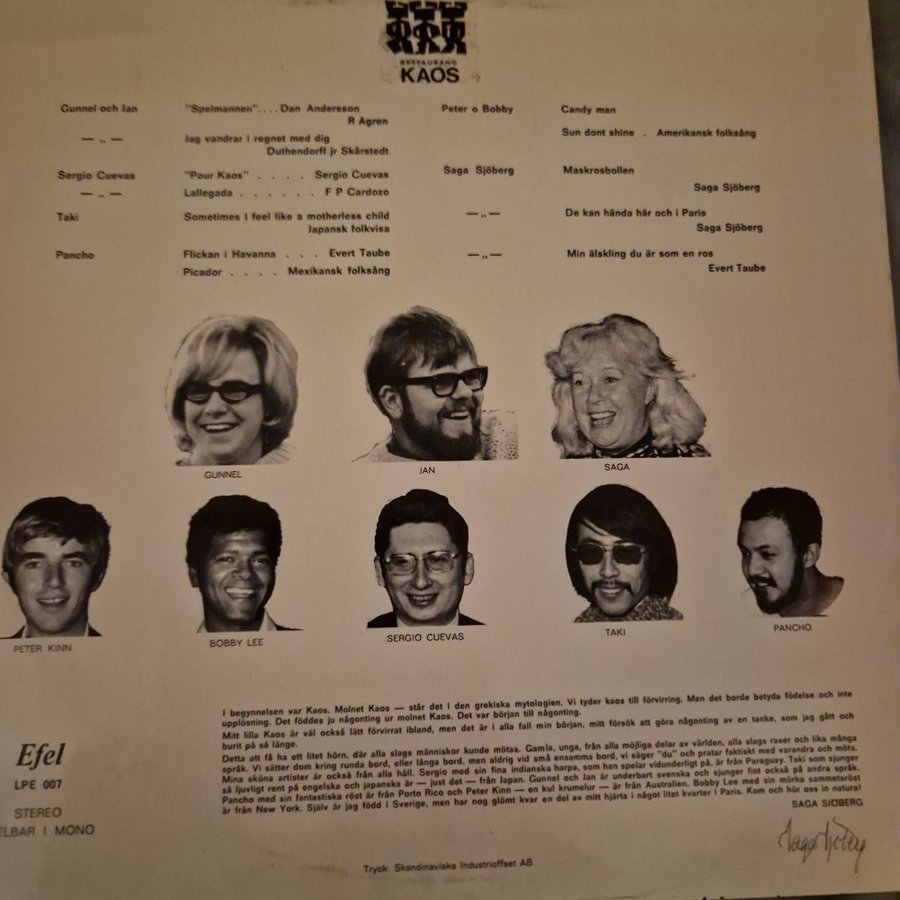 RESTAURANG
KAOS
Gunnel och Jan "Spelmannen".... Dan Andersson
R Ågren
— „ — Jag vandrar i regnet med dig
Duthendorff jr Skårstedt
Sergio Cuevas "Pour Kaos" . . . . Sergio Cuevas
— „ — Lallegada . . . . . . F P Cardozo
Taki Sometimes I feel like a motherless child
Japansk folkvisa
Pancho Flickan i Havanna . . . Evert Taube
Picador . . . . Mexikansk folksång
Peter o Bobby Candy man
Sun dont shine . Amerikansk folksång
Saga Sjöberg Maskrosbollen
Saga Sjöberg
— „ — De kan hända här och i Paris
Saga Sjöberg
— „ — Min älskling du är som en ros
Evert Taube
GUNNEL
JAN
SAGA
PETER KINN
BOBBY LEE
SERGIO CUEVAS
TAKI
PANCHO
I begynnelsen var Kaos. Molnet Kaos — står det i den grekiska mytologien. Vi tyder kaos till förvirring. Men det borde betyda födelse och inte
upplösning. Det föddes ju någonting ur molnet Kaos. Det var början till någonting.
Mitt lilla Kaos är väl också lätt förvirrat ibland, men det är i alla fall min början, mitt försök att göra någonting av en tanke, som jag gått och
burit på så länge.
Detta att få ha ett litet hörn, där alla slags människor kunde mötas. Gamla, unga, från alla möjliga delar av världen, alla slags raser och lika många
språk. Vi sätter dom kring runda bord, eller långa bord, men aldrig vid små ensamma bord, vi säger "du" och pratar faktiskt med varandra och möts.
Mina sköna artister är också från alla håll. Sergio med sin fina indianska harpa, som han spelar vidunderligt på, är från Paraguay. Taki som sjunger
så ljuvligt rent på engelska och japanska är — just det — från Japan. Gunnel och Jan är underbart svenska och sjunger fint också på andra språk.
Pancho med sin fantastiska röst är från Porto Rico och Peter Kinn — en kul krumelur — är från Australien. Bobby Lee med sin mörka sammetsröst
är från New York. Själv är jag född i Sverige, men har nog glömt kvar en del av mitt hjärta i något litet kvarter i Paris. Kom och hör oss in natura!
SAGA SJÖBERG
Saga Sjöberg
Efel
LPE 007
STEREO
ELBAR I MONO
Tryck: Skandinaviska Industrioffset AB